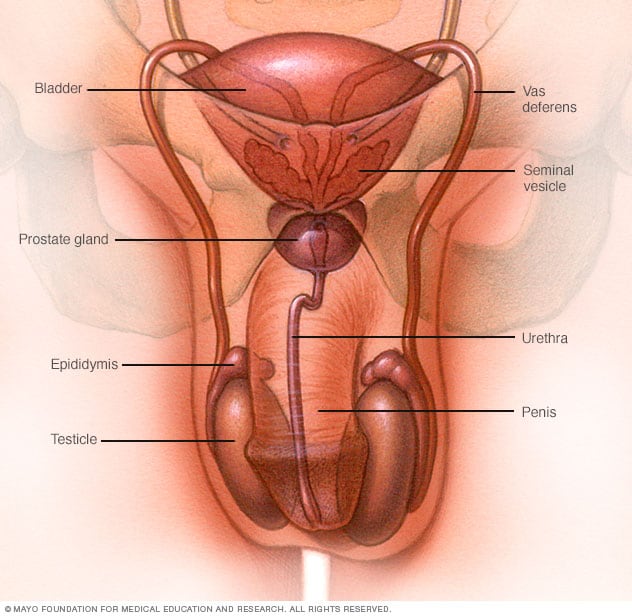 Bladder
Vas
deferens
Seminal
vesicle
Prostate gland
Urethra
Epididymis
Penis
Testicle
© MAYO FOUNDATION FOR MEDICAL EDUCATION AND RESEARCH. ALL RIGHTS RESERVED.